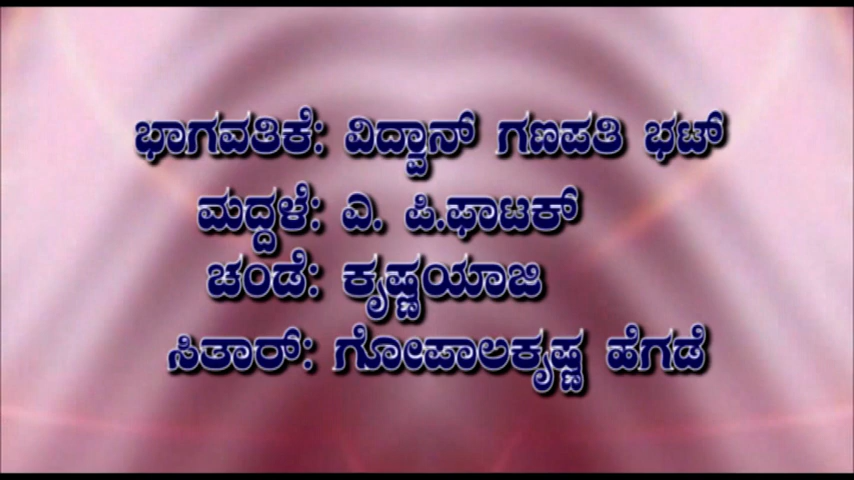 ಭಾಗವತಿಕೆ: ವಿದ್ವಾನ್ ಗಣಪತಿ ಭಟ್
ಮದ್ದಳೆ: ಎ. ಪಿ.ಫಾಟಕ್
ಚಂಡೆ: ಕೃಷ್ಣಯಾಜಿ
ಸಿತಾರ್: ಗೋಪಾಲಕೃಷ್ಣ ಹೆಗಡೆ